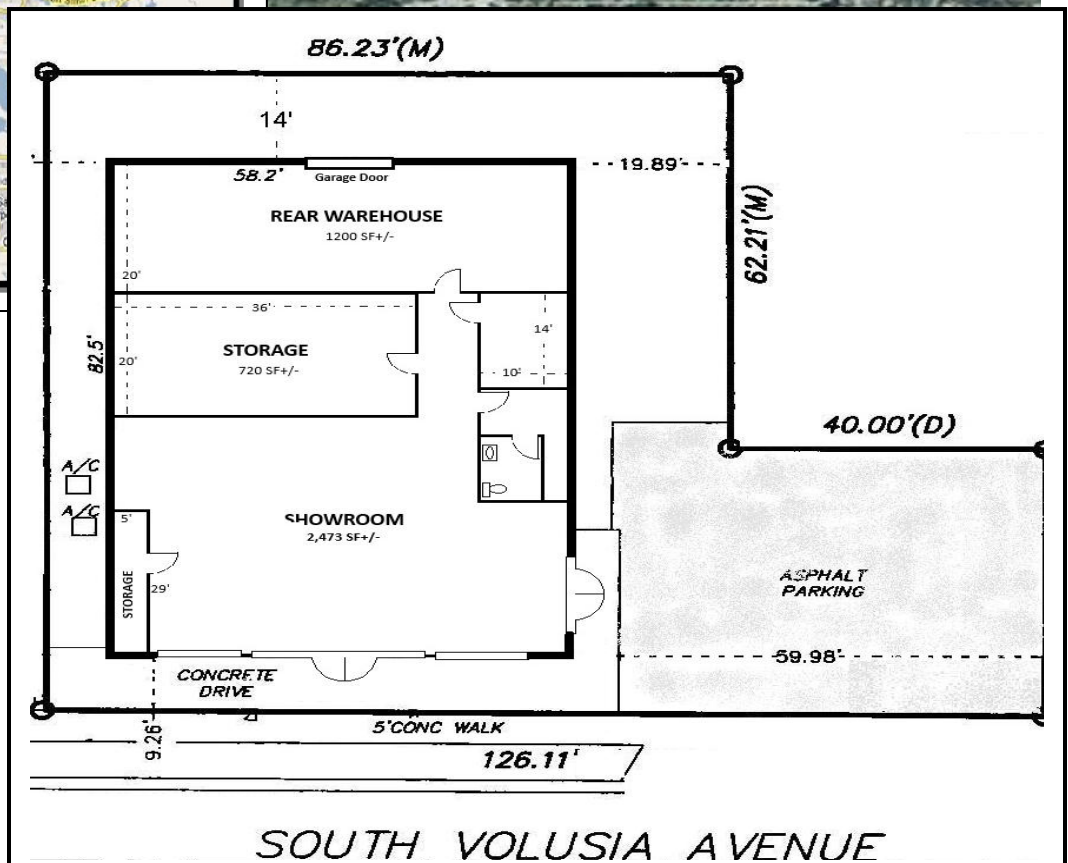 86.23'(M)
14'
58.2'
Garage Door
19.89'
REAR WAREHOUSE
1200 SF+/-
62.21'(M)
20'
36'
14'
STORAGE
720 SF+/-
82.5'
20'
10'
40.00'(D)
A/C
A/C
5'
SHOWROOM
2,473 SF+/-
STORAGE
29'
ASPHALT
PARKING
59.98'
CONCRETE
DRIVE
9.26'
5'CONC WALK
126.11'
SOUTH VOLUSIA AVENUE